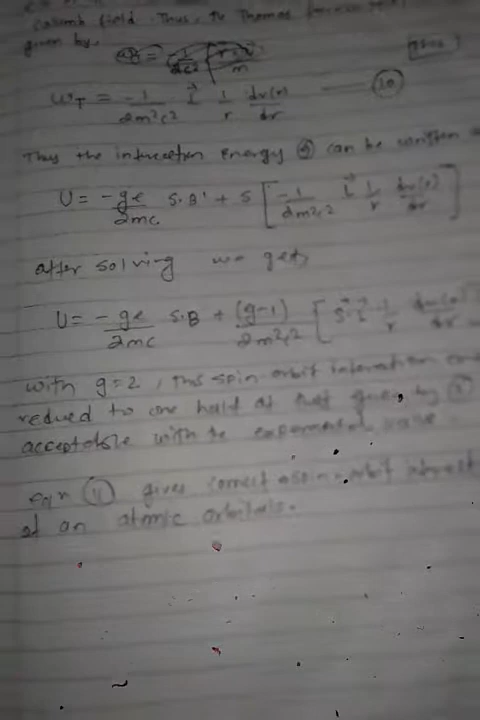 coulomb field. Thus, the Thomas
given by.
ω_T = -1/2m²c² L⃗ 1/r dv(r)/dr —— (10)
Thus the interaction energy can be written
U = -ge/2mc S.B' + S [ -1/2m²c² L⃗ 1/r dv(r)/dr ]
after solving we get,
U = -ge/2mc S.B + (g-1)/2m²c² [ S⃗.L⃗ 1/r dv(r)/dr
with g=2, this spin orbit interaction
reduced to one half of that given by
acceptable with the experimental value
eqn (11) gives correct spin-orbit
of an atomic orbitals.